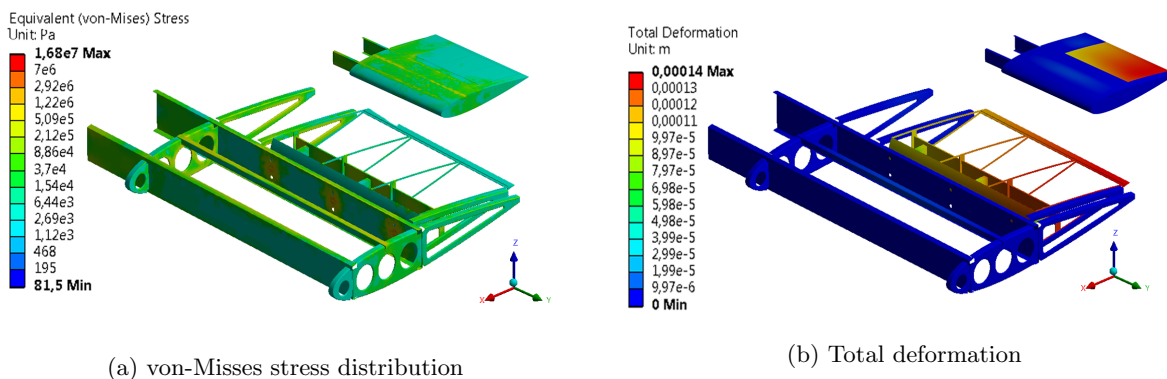 Equivalent (von-Mises) Stress
Unit: Pa
1,68e7 Max
7e6
2,92e6
1,22e6
5,09e5
2,12e5
8,86e4
3,7e4
1,54e4
6,44e3
2,69e3
1,12e3
468
195
81,5 Min
Z
X
Y
(a) von-Misses stress distribution
Total Deformation
Unit: m
0,00014 Max
0,00013
0,00012
0,00011
9,97e-5
8,97e-5
7,97e-5
6,98e-5
5,98e-5
4,98e-5
3,99e-5
2,99e-5
1,99e-5
9,97e-6
0 Min
Z
X
Y
(b) Total deformation